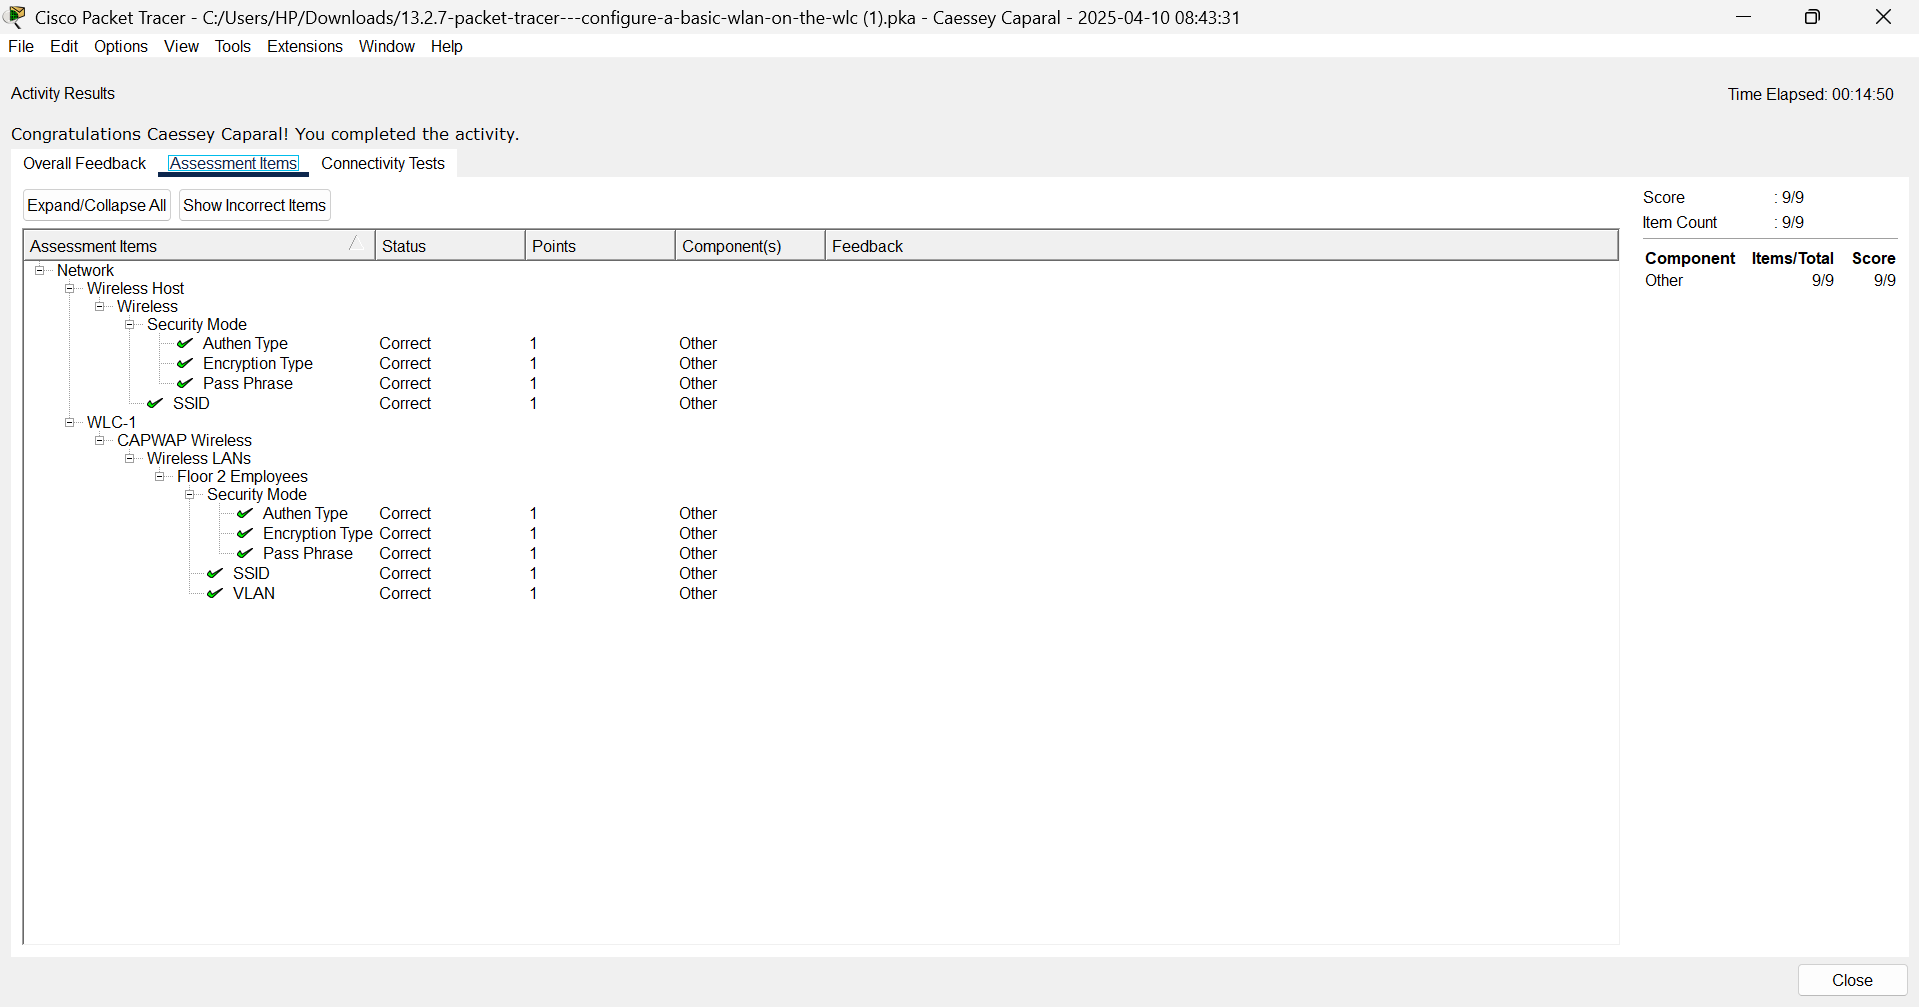 Cisco Packet Tracer - C:/Users/HP/Downloads/13.2.7-packet-tracer---configure-a-basic-wlan-on-the-wlc (1).pka - Caessey Caparal - 2025-04-10 08:43:31
File Edit Options View Tools Extensions Window Help
Activity Results
Time Elapsed: 00:14:50
Congratulations Caessey Caparal! You completed the activity.
Overall Feedback Assessment Items Connectivity Tests
Expand/Collapse All Show Incorrect Items
Assessment Items Status Points Component(s) Feedback
Network
Wireless Host
Wireless
Security Mode
Authen Type Correct 1 Other
Encryption Type Correct 1 Other
Pass Phrase Correct 1 Other
SSID Correct 1 Other
WLC-1
CAPWAP Wireless
Wireless LANs
Floor 2 Employees
Security Mode
Authen Type Correct 1 Other
Encryption Type Correct 1 Other
Pass Phrase Correct 1 Other
SSID Correct 1 Other
VLAN Correct 1 Other
Score : 9/9
Item Count : 9/9
Component Items/Total Score
Other 9/9 9/9
Close